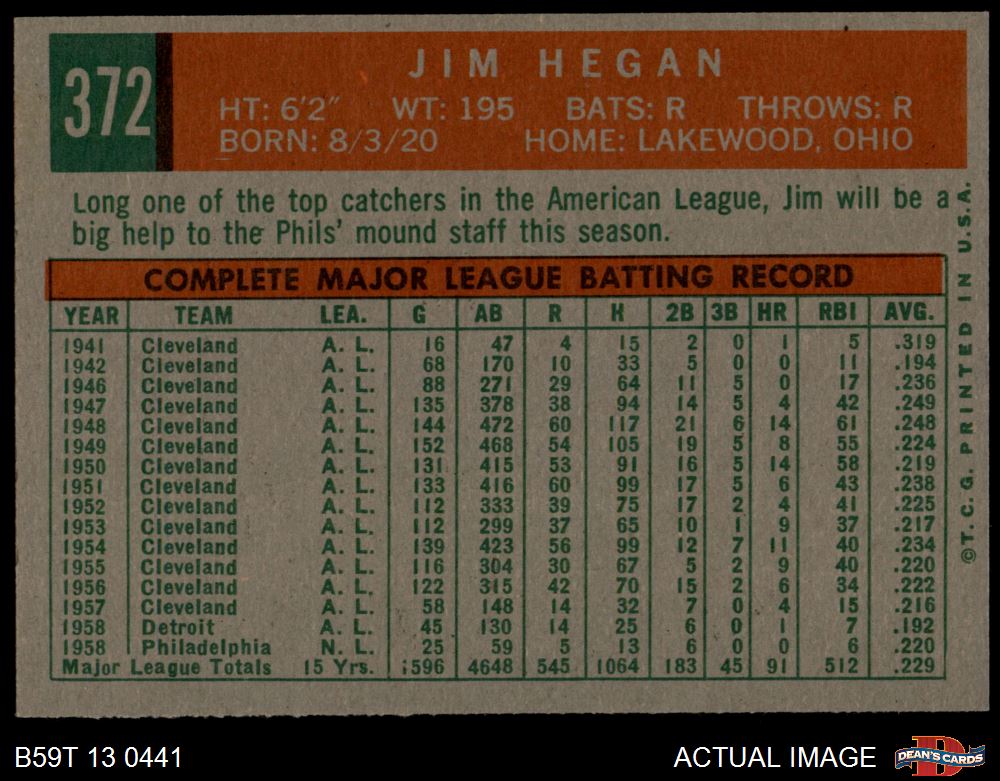 372
JIM HEGAN
HT: 6'2" WT: 195 BATS: R THROWS: R
BORN: 8/3/20 HOME: LAKEWOOD, OHIO
Long one of the top catchers in the American League, Jim will be a
big help to the Phils' mound staff this season.
COMPLETE MAJOR LEAGUE BATTING RECORD
YEAR TEAM LEA. G AB R H 2B 3B HR RBI AVG.
1941 Cleveland A. L. 16 47 4 15 2 0 1 5 .319
1942 Cleveland A. L. 68 170 10 33 5 0 0 11 .194
1946 Cleveland A. L. 88 271 29 64 11 5 0 17 .236
1947 Cleveland A. L. 135 378 38 94 14 5 4 42 .249
1948 Cleveland A. L. 144 472 60 117 21 6 14 61 .248
1949 Cleveland A. L. 152 468 54 105 19 5 8 55 .224
1950 Cleveland A. L. 131 415 53 91 16 5 14 58 .219
1951 Cleveland A. L. 133 416 60 99 17 5 6 43 .238
1952 Cleveland A. L. 112 333 39 75 17 2 4 41 .225
1953 Cleveland A. L. 112 299 37 65 10 1 9 37 .217
1954 Cleveland A. L. 139 423 56 99 12 7 11 40 .234
1955 Cleveland A. L. 116 304 30 67 5 2 9 40 .220
1956 Cleveland A. L. 122 315 42 70 15 2 6 34 .222
1957 Cleveland A. L. 58 148 14 32 7 0 4 15 .216
1958 Detroit A. L. 45 130 14 25 6 0 1 7 .192
1958 Philadelphia N. L. 25 59 5 13 6 0 0 6 .220
Major League Totals 15 Yrs. 1596 4648 545 1064 183 45 91 512 .229
©T. C. G. PRINTED IN U.S.A.
B59T 13 0441
ACTUAL IMAGE
D
DEAN'S CARDS